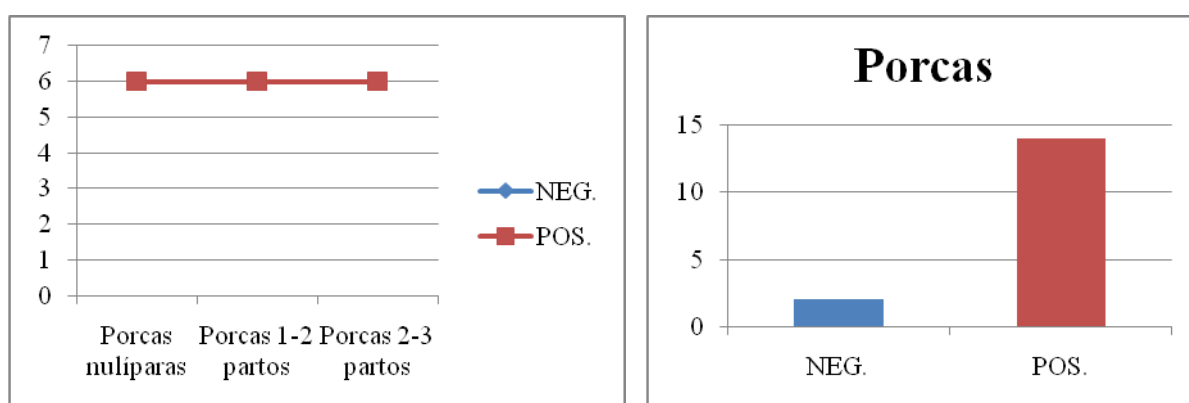 7
6
5
4
3
2
1
0
Porcas nulíparas
Porcas 1-2 partos
Porcas 2-3 partos
NEG.
POS.
Porcas
15
10
5
0
NEG.
POS.